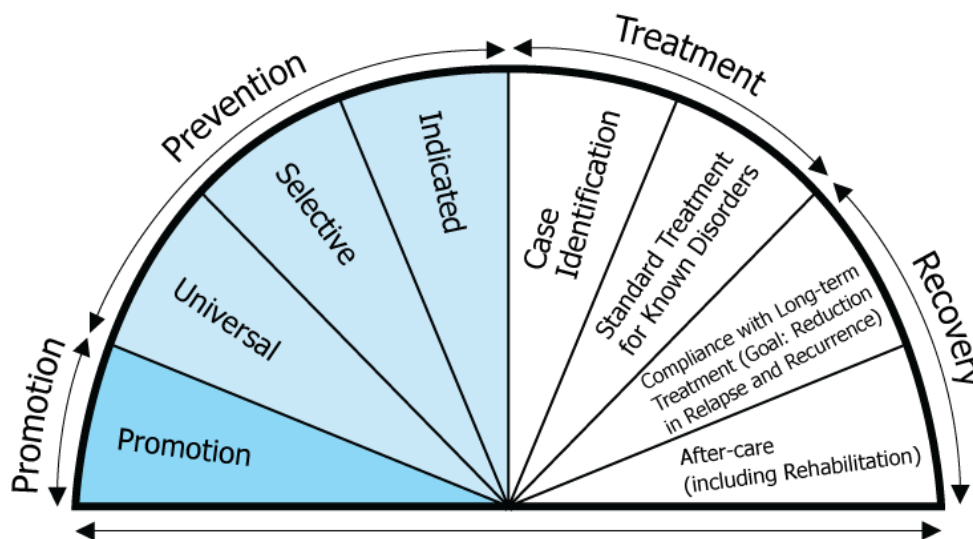 Promotion
Prevention
Treatment
Recovery
Promotion
Universal
Selective
Indicated
Case
Identification
Standard Treatment
for Known Disorders
Compliance with Long-term
Treatment (Goal: Reduction
in Relapse and Recurrence)
After-care
(including Rehabilitation)